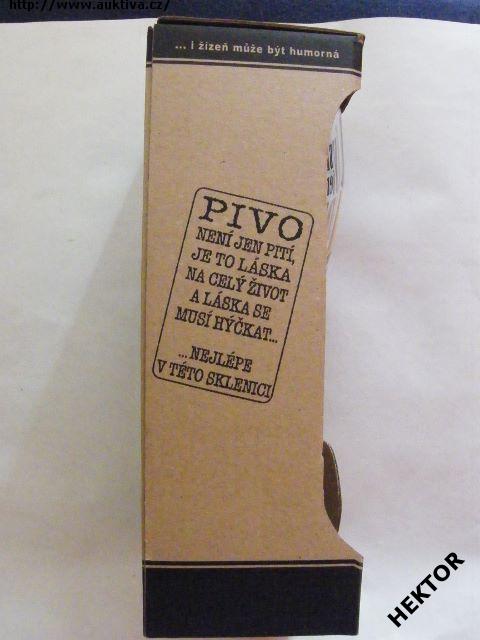 http://www.auktiva.cz/
... i žízeň může být humorná
PIVO
NENÍ JEN PITÍ,
JE TO LÁSKA
NA CELÝ ŽIVOT
A LÁSKA SE
MUSÍ HÝČKAT...
...NEJLÉPE
V TÉTO SKLENICI
HEKTOR